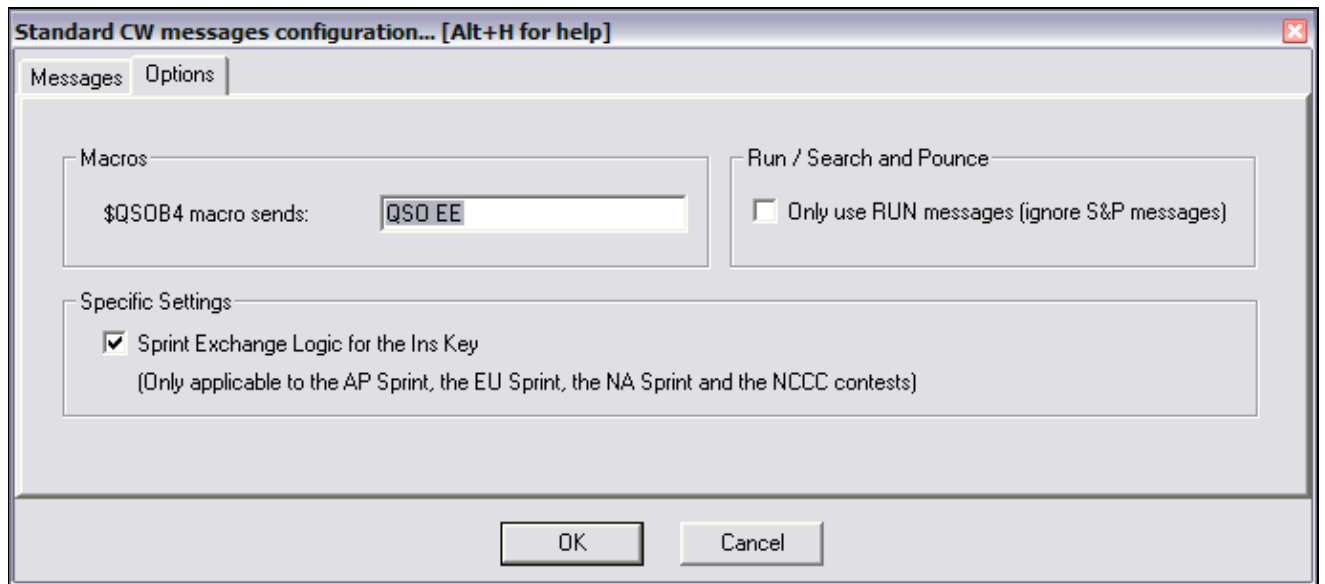 Standard CW messages configuration... [Alt+H for help]
Messages Options
Macros
$QSOB4 macro sends: QSO EE
Run / Search and Pounce
Only use RUN messages (ignore S&P messages)
Specific Settings
Sprint Exchange Logic for the Ins Key
(Only applicable to the AP Sprint, the EU Sprint, the NA Sprint and the NCCC contests)
OK Cancel